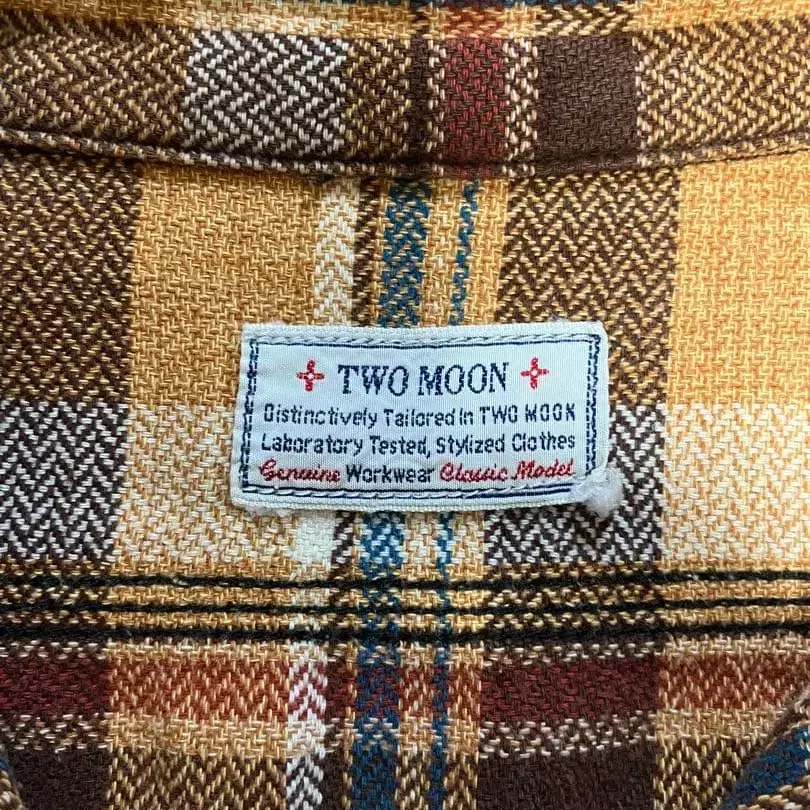 TWO MOON
Distinctively Tailored in TWO MOON
Laboratory Tested, Stylized Clothes
Genuine Workwear Classic Model